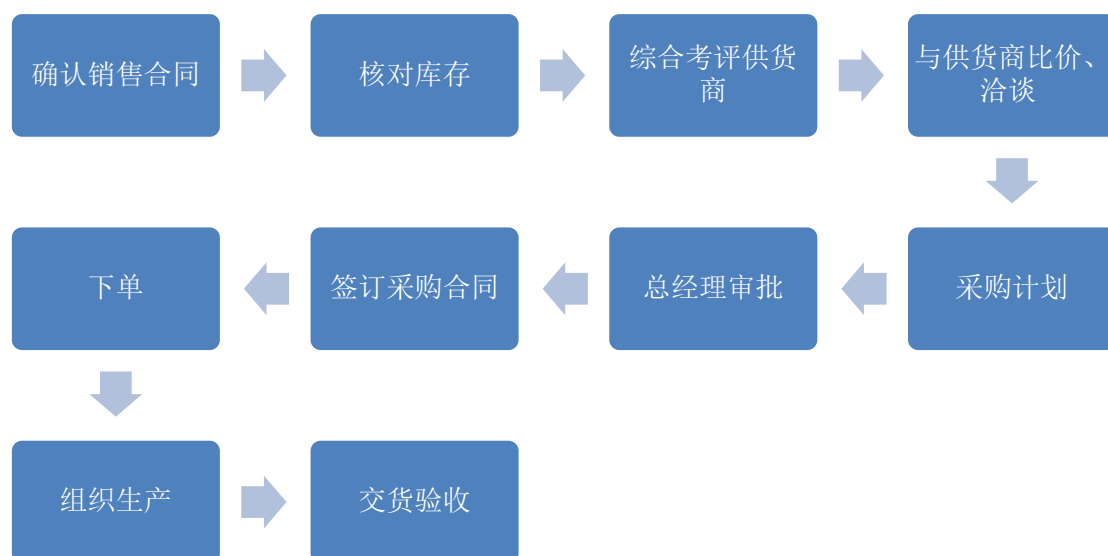 确认销售合同
核对库存
综合考评供货
商
与供货商比价、
洽谈
采购计划
总经理审批
签订采购合同
下单
组织生产
交货验收